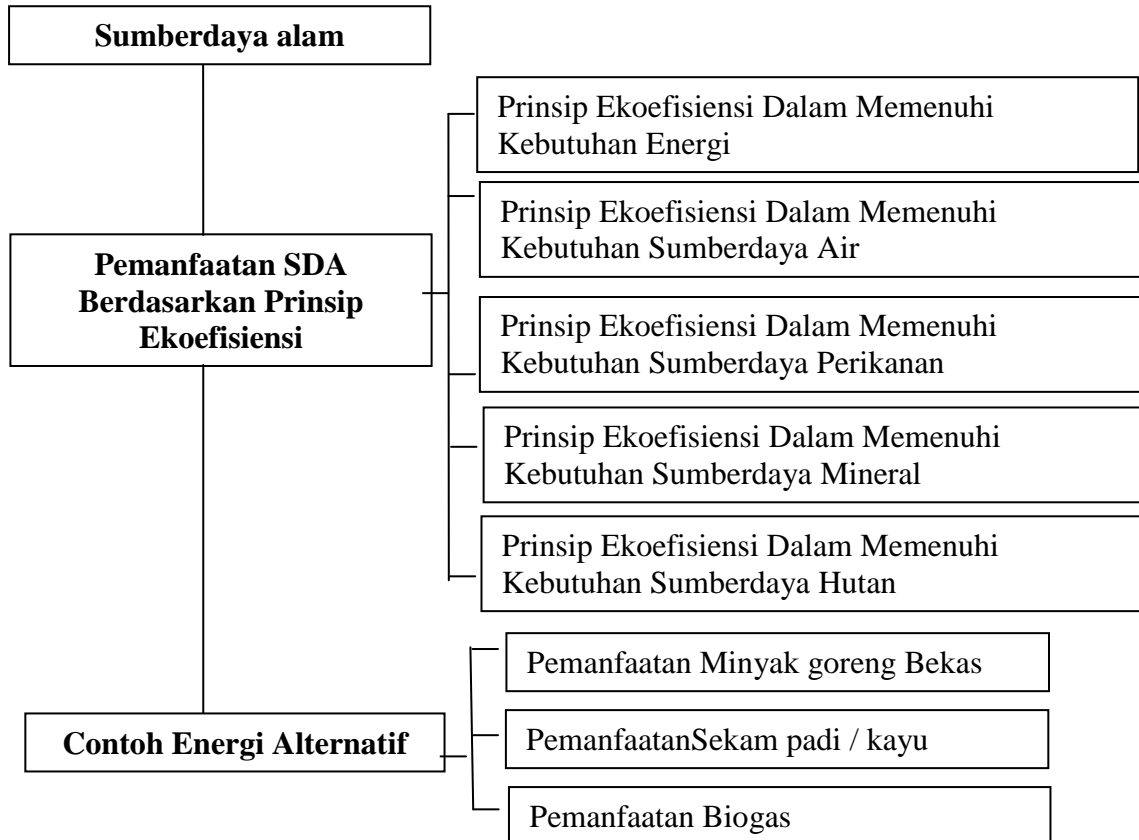 Sumberdaya alam
Prinsip Ekoefisiensi Dalam Memenuhi
Kebutuhan Energi
Prinsip Ekoefisiensi Dalam Memenuhi
Kebutuhan Sumberdaya Air
Pemanfaatan SDA
Berdasarkan Prinsip
Ekoefisiensi
Prinsip Ekoefisiensi Dalam Memenuhi
Kebutuhan Sumberdaya Perikanan
Prinsip Ekoefisiensi Dalam Memenuhi
Kebutuhan Sumberdaya Mineral
Prinsip Ekoefisiensi Dalam Memenuhi
Kebutuhan Sumberdaya Hutan
Contoh Energi Alternatif
Pemanfaatan Minyak goreng Bekas
PemanfaatanSekam padi / kayu
Pemanfaatan Biogas